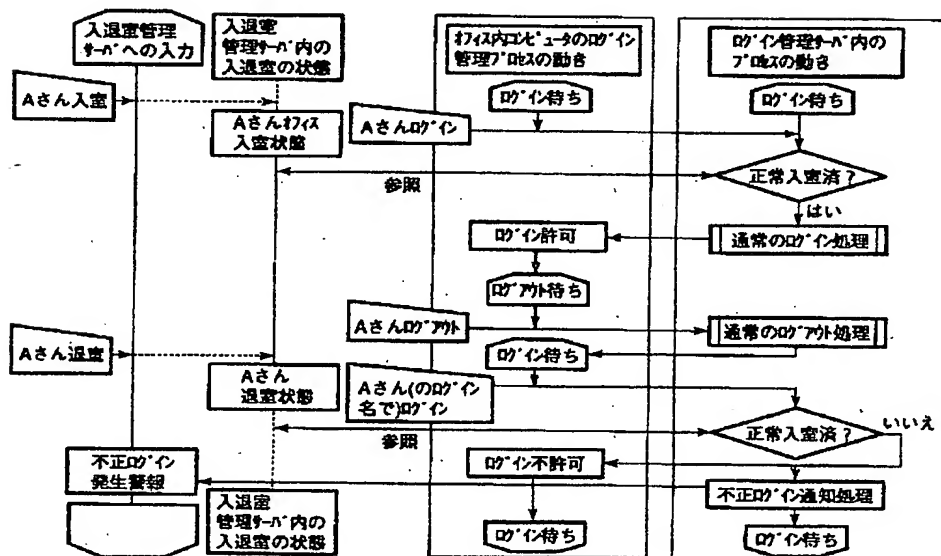 入退室管理
サーバへの入力
入退室
管理サーバ内の
入退室の状態
オフィス内コンピュータのログイン
管理プロセスの動き
ログイン管理サーバ内の
プロセスの動き
Aさん入室
ログイン待ち
ログイン待ち
Aさんオフィス
入室状態
Aさんログイン
参照
正常入室済?
はい
ログイン許可
通常のログイン処理
ログアウト待ち
Aさんログアウト
通常のログアウト処理
Aさん退室
ログイン待ち
Aさん
退室状態
Aさん(のログイン
名で)ログイン
参照
正常入室済?
いいえ
不正ログイン
発生警報
ログイン不許可
不正ログイン通知処理
入退室
管理サーバ内の
入退室の状態
ログイン待ち
ログイン待ち